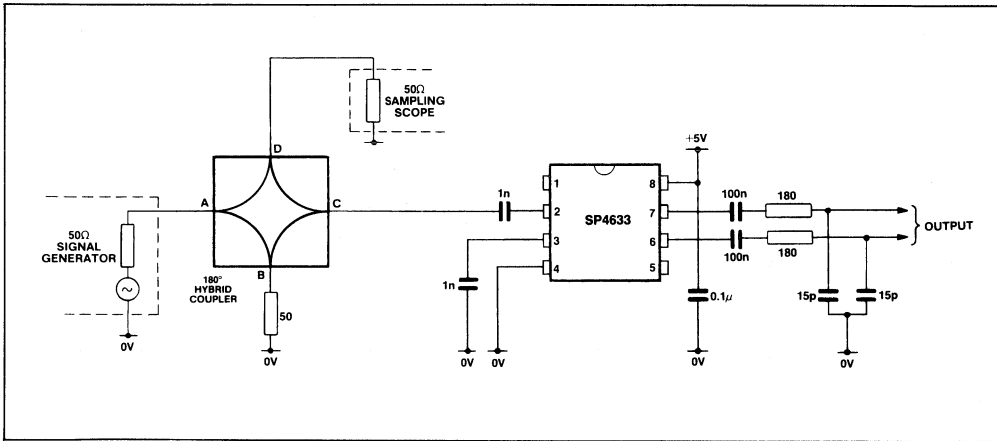 50Ω
SAMPLING
SCOPE
D
A
C
B
50Ω
SIGNAL
GENERATOR
0V
180°
HYBRID
COUPLER
50
0V
1n
1n
0V
0V
1
2
3
4
SP4633
8
7
6
5
+5V
0.1μ
0V
100n
180
100n
180
OUTPUT
15p
15p
0V